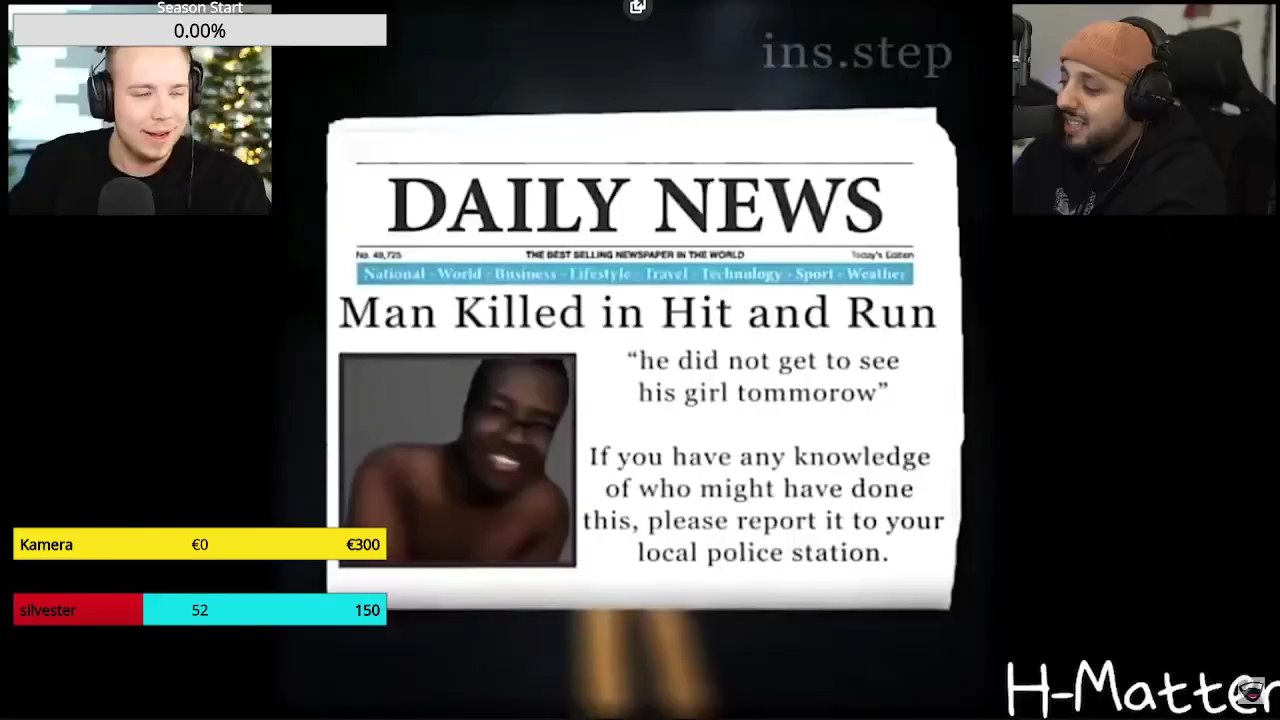 Season Start
0.00%
ins.step
DAILY NEWS
No. 49,725 THE BEST SELLING NEWSPAPER IN THE WORLD Today's Edition
National - World - Business - Lifestyle - Travel - Technology - Sport - Weather
Man Killed in Hit and Run
“he did not get to see
his girl tommorow”
If you have any knowledge
of who might have done
this, please report it to your
local police station.
Kamera €0 €300
silvester 52 150
H-Matter